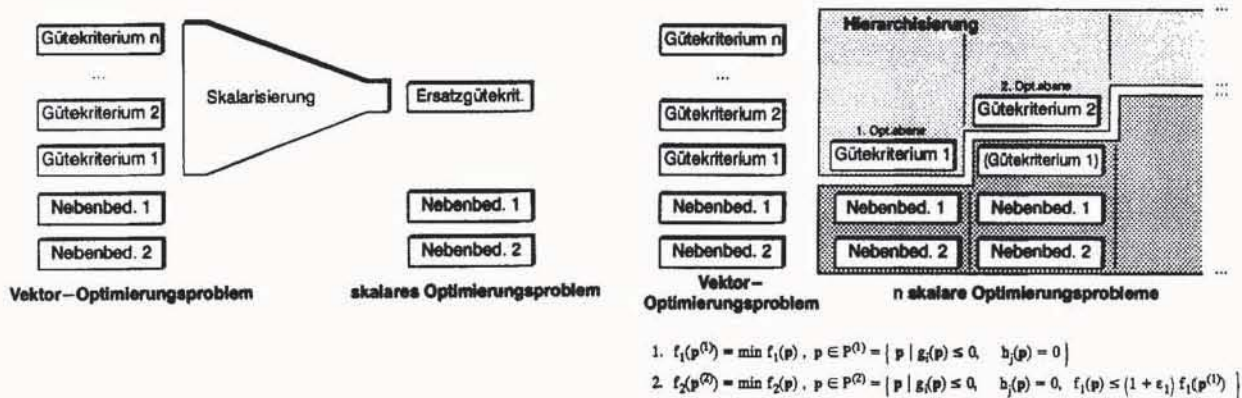 Gütekriterium n
...
Gütekriterium 2
Gütekriterium 1
Nebenbed. 1
Nebenbed. 2
Vektor–Optimierungsproblem
Skalarisierung
Ersatzgütekrit.
Nebenbed. 1
Nebenbed. 2
skalares Optimierungsproblem
Gütekriterium n
...
Gütekriterium 2
Gütekriterium 1
Nebenbed. 1
Nebenbed. 2
Vektor–
Optimierungsproblem
Hierarchisierung
1. Opt.ebene
Gütekriterium 1
Nebenbed. 1
Nebenbed. 2
2. Opt.ebene
Gütekriterium 2
(Gütekriterium 1)
Nebenbed. 1
Nebenbed. 2
...
...
...
...
n skalare Optimierungsprobleme
1. f₁(p⁽¹⁾) = min f₁(p) , p ∈ P⁽¹⁾ = { p | gᵢ(p) ≤ 0, hⱼ(p) = 0 }
2. f₂(p⁽²⁾) = min f₂(p) , p ∈ P⁽²⁾ = { p | gᵢ(p) ≤ 0, hⱼ(p) = 0, f₁(p) ≤ (1 + ε₁) f₁(p⁽¹⁾) }